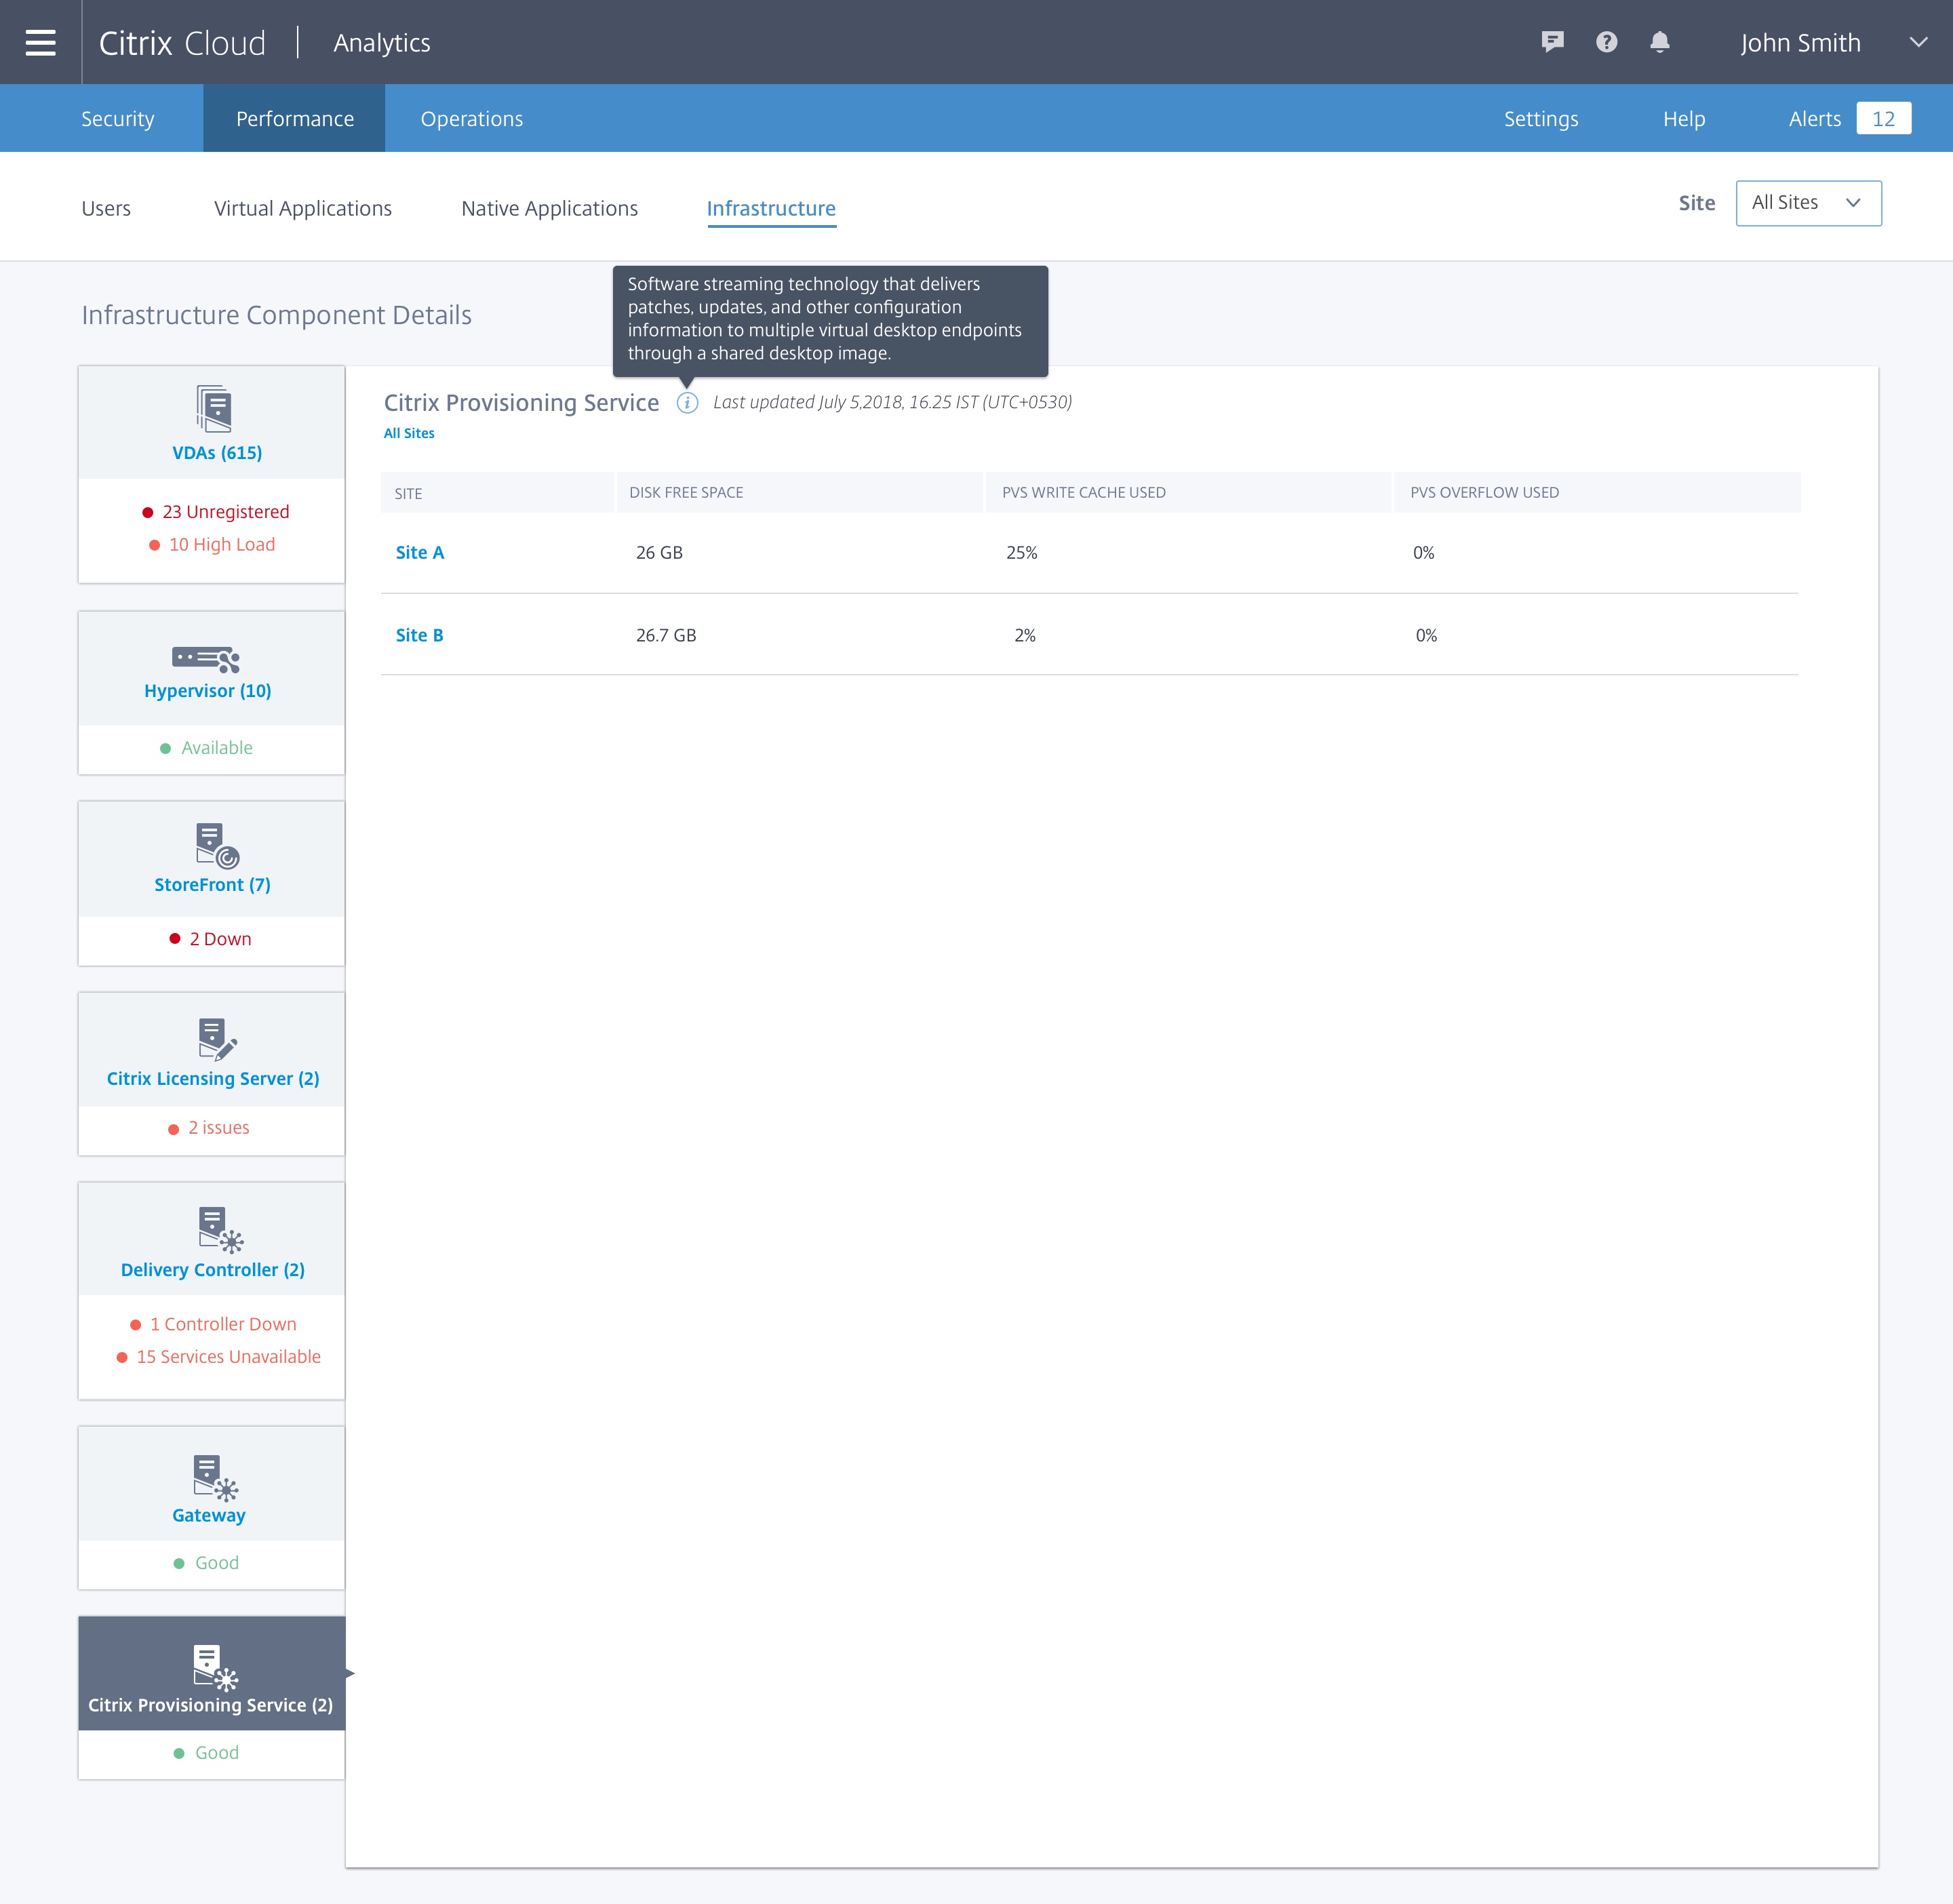 Citrix Cloud | Analytics
John Smith
Security
Performance
Operations
Settings
Help
Alerts 12
Users
Virtual Applications
Native Applications
Infrastructure
Site
All Sites
Software streaming technology that delivers
patches, updates, and other configuration
information to multiple virtual desktop endpoints
through a shared desktop image.
Infrastructure Component Details
VDAs (615)
23 Unregistered
10 High Load
Hypervisor (10)
Available
StoreFront (7)
2 Down
Citrix Licensing Server (2)
2 issues
Delivery Controller (2)
1 Controller Down
15 Services Unavailable
Gateway
Good
Citrix Provisioning Service (2)
Good
Citrix Provisioning Service i Last updated July 5,2018, 16.25 IST (UTC+0530)
All Sites
SITE DISK FREE SPACE PVS WRITE CACHE USED PVS OVERFLOW USED
Site A 26 GB 25% 0%
Site B 26.7 GB 2% 0%